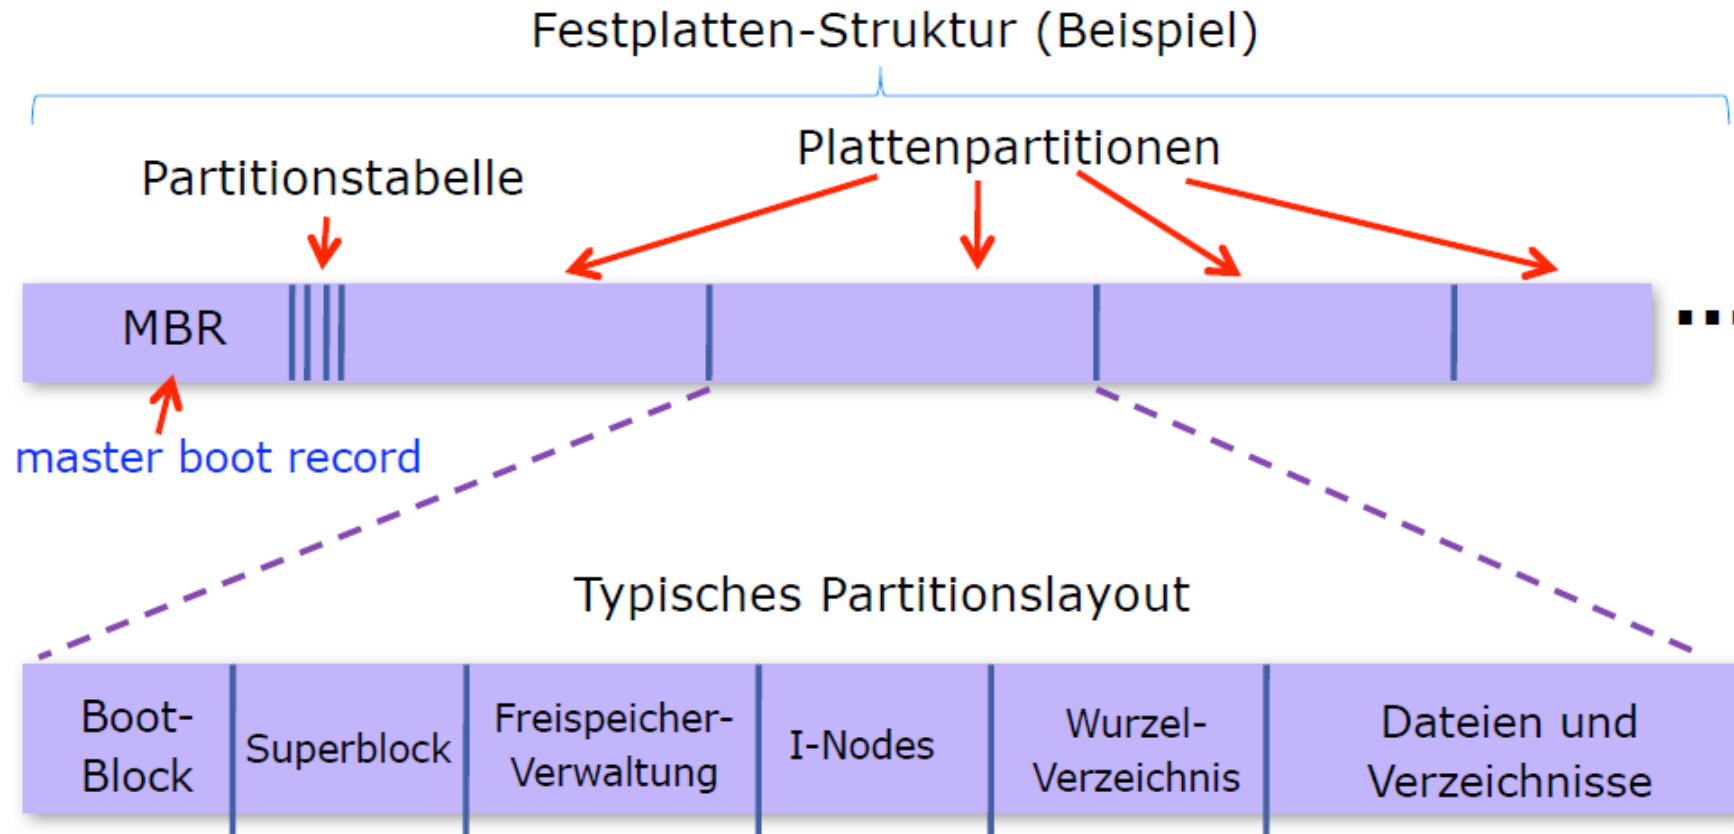 Festplatten-Struktur (Beispiel)
Plattenpartitionen
Partitionstabelle
MBR
...
master boot record
Typisches Partitionslayout
Boot-
Block
Superblock
Freispeicher-
Verwaltung
I-Nodes
Wurzel-
Verzeichnis
Dateien und
Verzeichnisse